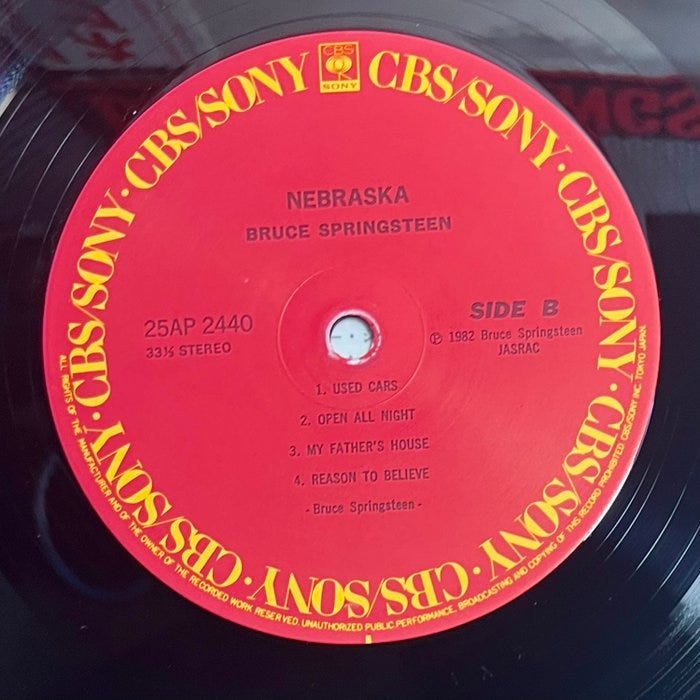 CBS
SONY
CBS/SONY · CBS/SONY · CBS/SONY · CBS/SONY · CBS/SONY · CBS/SONY · CBS/SONY · CBS/SONY
NEBRASKA
BRUCE SPRINGSTEEN
25AP 2440
33⅓ STEREO
SIDE B
Ⓟ 1982 Bruce Springsteen
JASRAC
1. USED CARS
2. OPEN ALL NIGHT
3. MY FATHER'S HOUSE
4. REASON TO BELIEVE
- Bruce Springsteen -
ALL RIGHTS OF THE MANUFACTURER AND OF THE OWNER OF THE RECORDED WORK RESERVED. UNAUTHORIZED PUBLIC PERFORMANCE, BROADCASTING AND COPYING OF THIS RECORD PROHIBITED CBS/SONY INC. TOKYO JAPAN